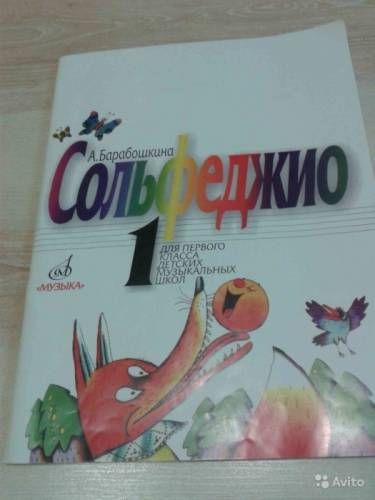 А.Барабошкина
Сольфеджио
1
ДЛЯ ПЕРВОГО
КЛАССА
ДЕТСКИХ
МУЗЫКАЛЬНЫХ
ШКОЛ
«МУЗЫКА»
Avito